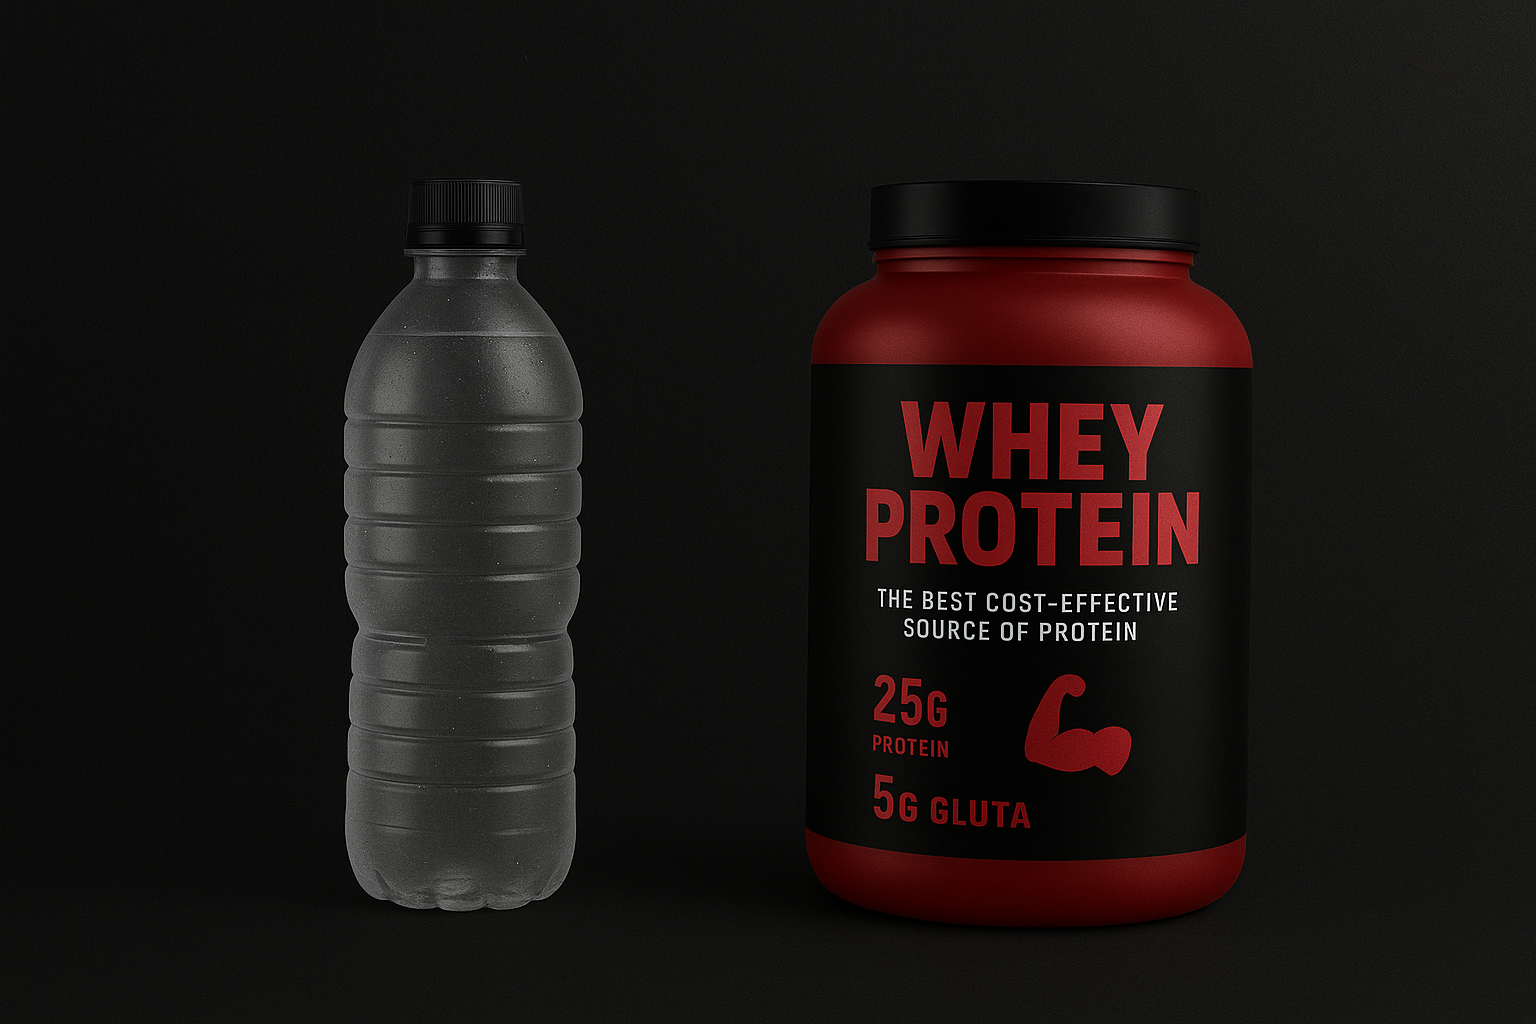 WHEY
PROTEIN
THE BEST COST-EFFECTIVE
SOURCE OF PROTEIN
25G
PROTEIN
5G GLUTA